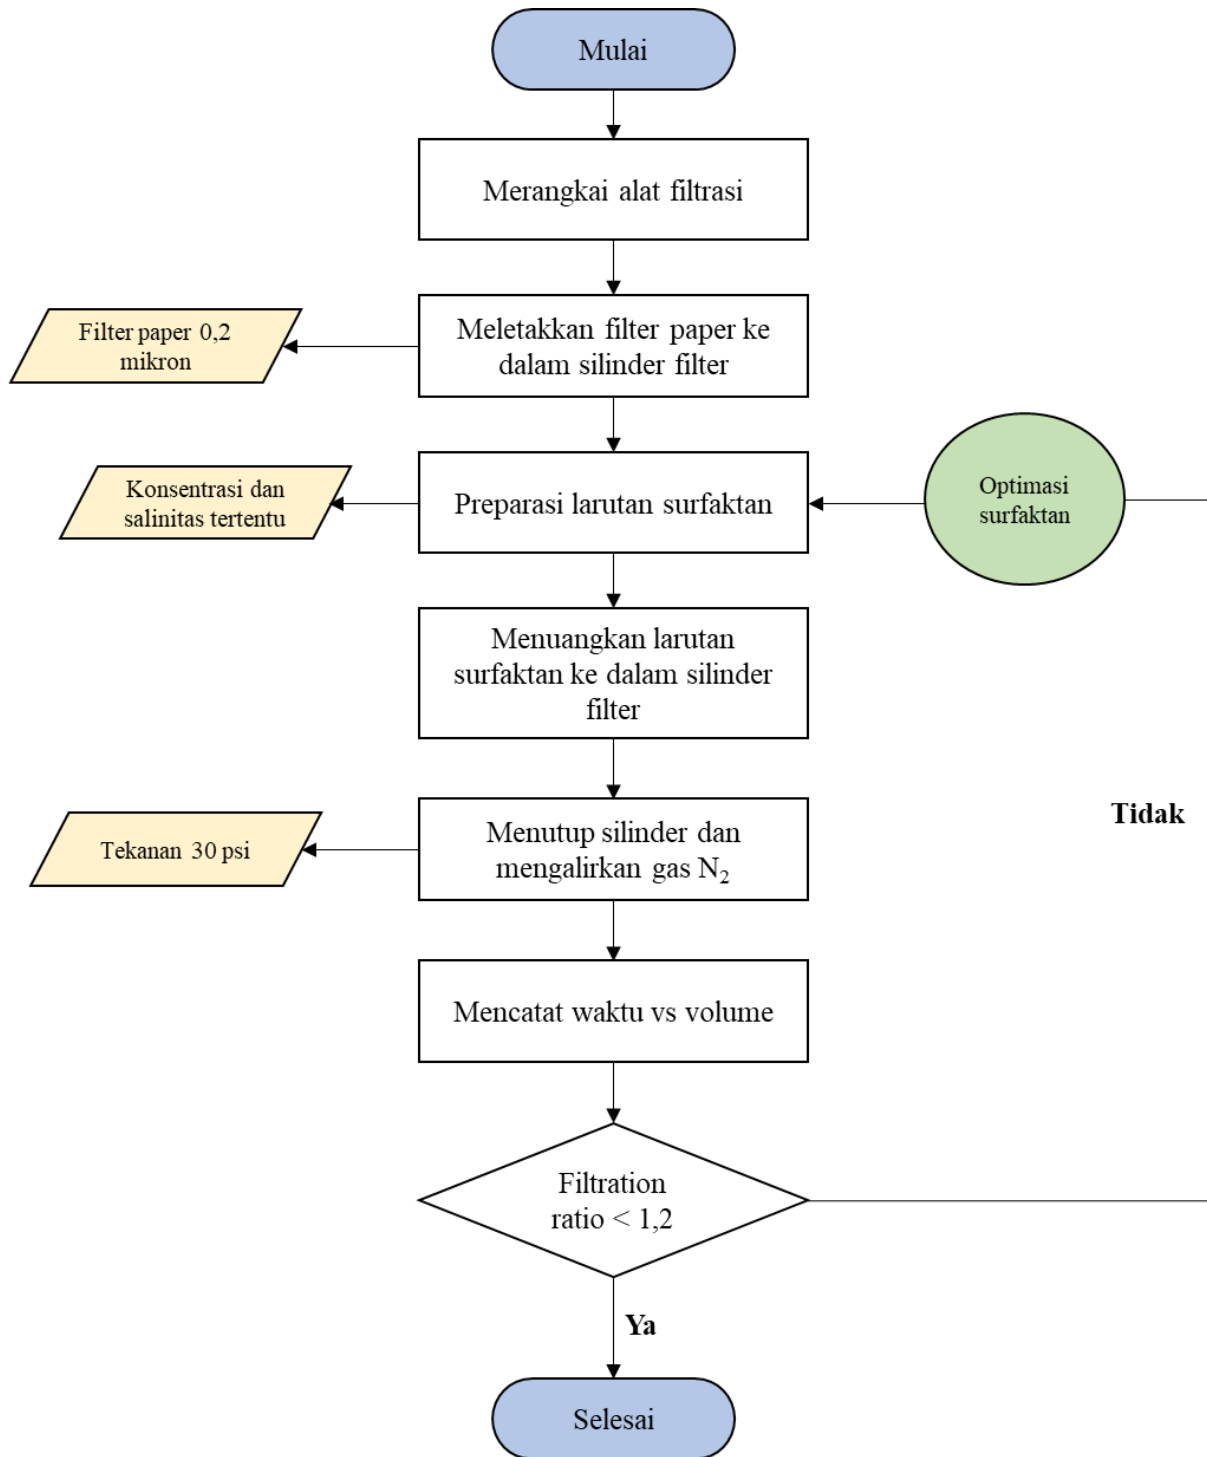 Mulai
Merangkai alat filtrasi
Filter paper 0,2
mikron
Meletakkan filter paper ke
dalam silinder filter
Konsentrasi dan
salinitas tertentu
Preparasi larutan surfaktan
Optimasi
surfaktan
Menuangkan larutan
surfaktan ke dalam silinder
filter
Tidak
Tekanan 30 psi
Menutup silinder dan
mengalirkan gas N₂
Mencatat waktu vs volume
Filtration
ratio < 1,2
Ya
Selesai